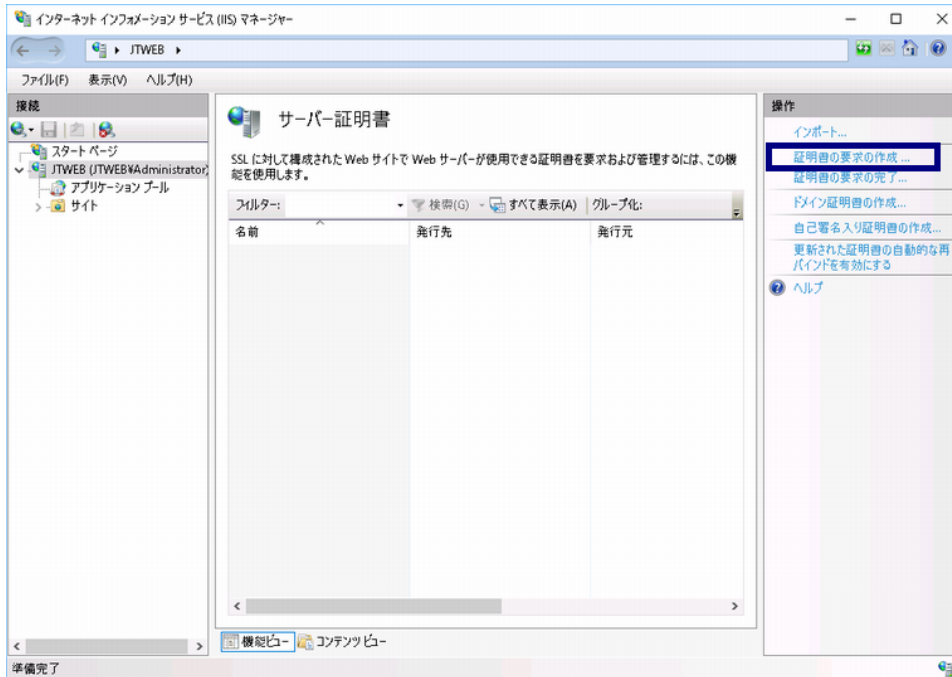 インターネット インフォメーション サービス (IIS) マネージャー
JTWEB
ファイル(F) 表示(V) ヘルプ(H)
接続
スタート ページ
JTWEB (JTWEB¥Administrator)
アプリケーション プール
サイト
サーバー証明書
SSL に対して構成された Web サイトで Web サーバーが使用できる証明書を要求および管理するには、この機
能を使用します。
フィルター: 検索(G) すべて表示(A) グループ化:
名前 発行先 発行元
機能ビュー コンテンツ ビュー
操作
インポート...
証明書の要求の作成 ...
証明書の要求の完了...
ドメイン証明書の作成...
自己署名入り証明書の作成...
更新された証明書の自動的な再
バインドを有効にする
ヘルプ
準備完了